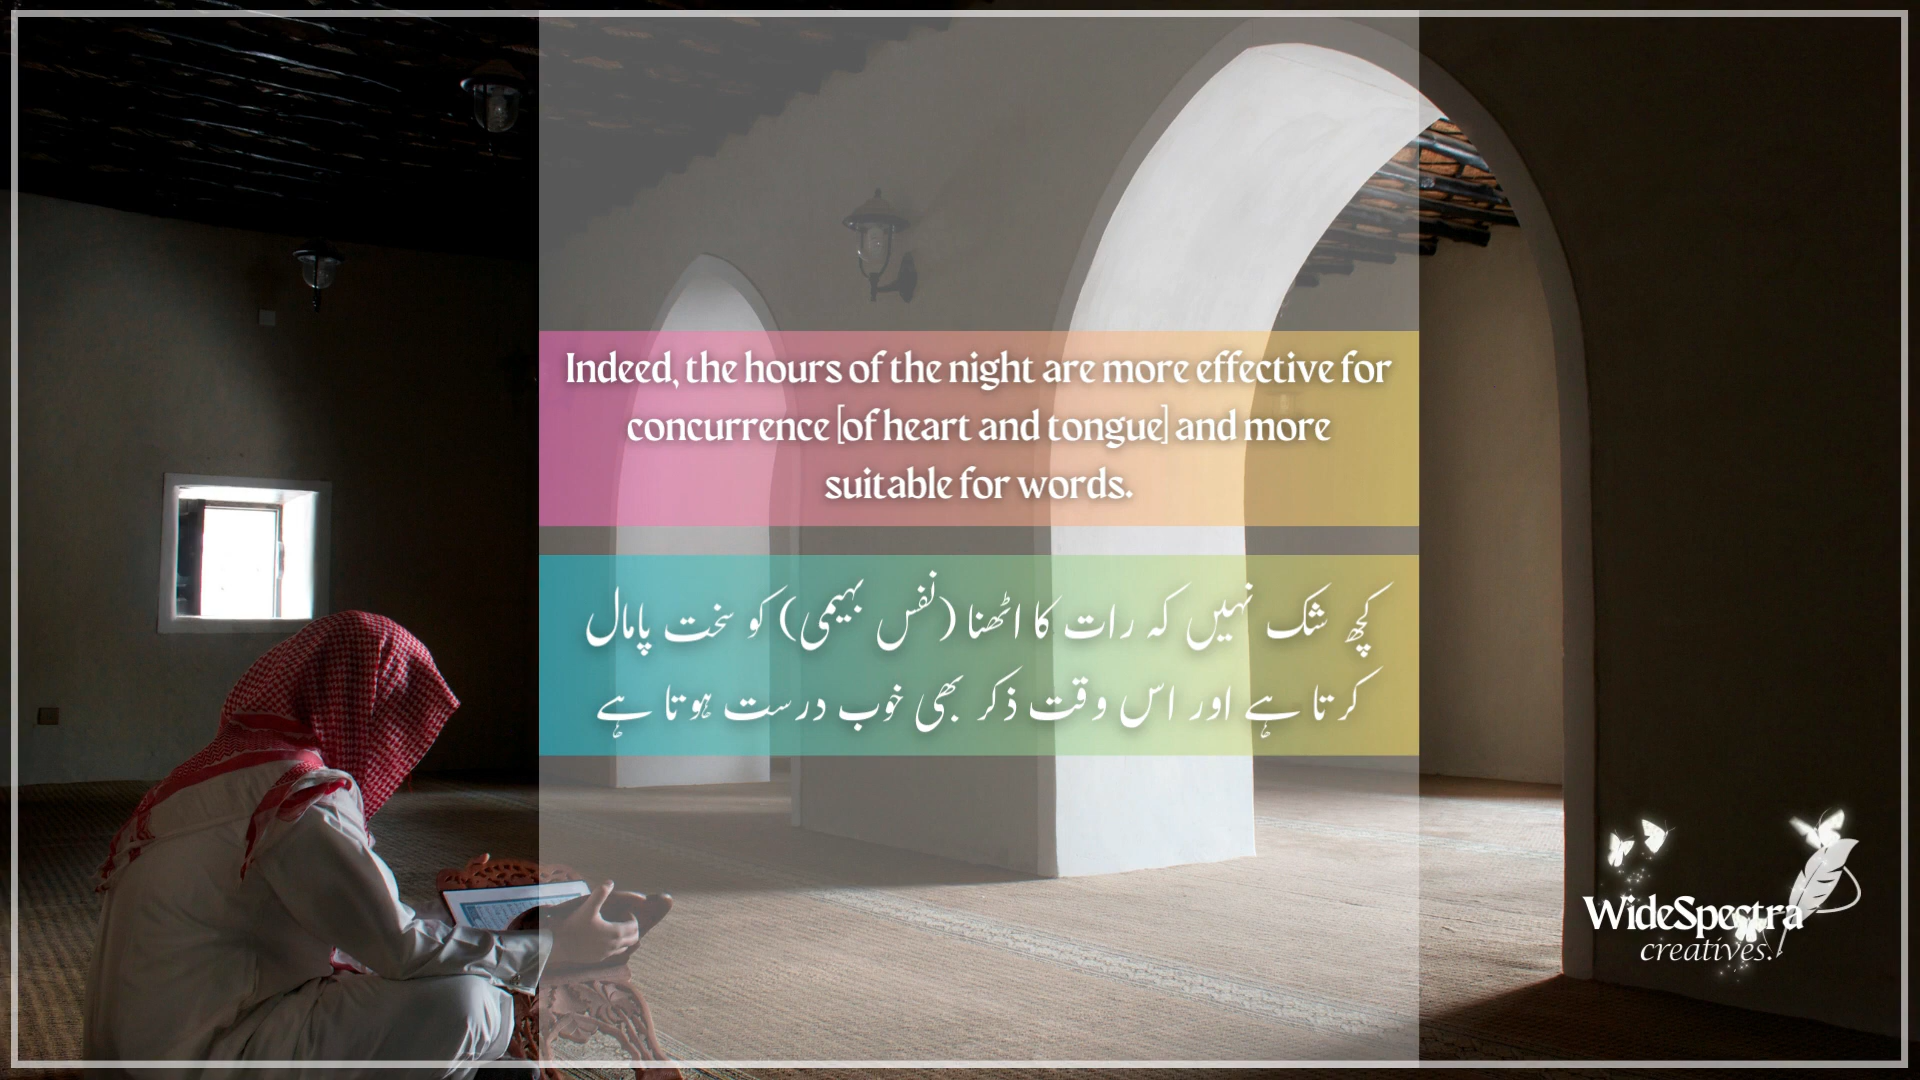 Indeed, the hours of the night are more effective for
concurrence [of heart and tongue] and more
suitable for words.
کچھ شک نہیں کہ رات کا اٹھنا (نفس بہیمی) کو سخت پامال
کرتا ہے اور اس وقت ذکر بھی خوب درست ہوتا ہے
WideSpectra
creatives.